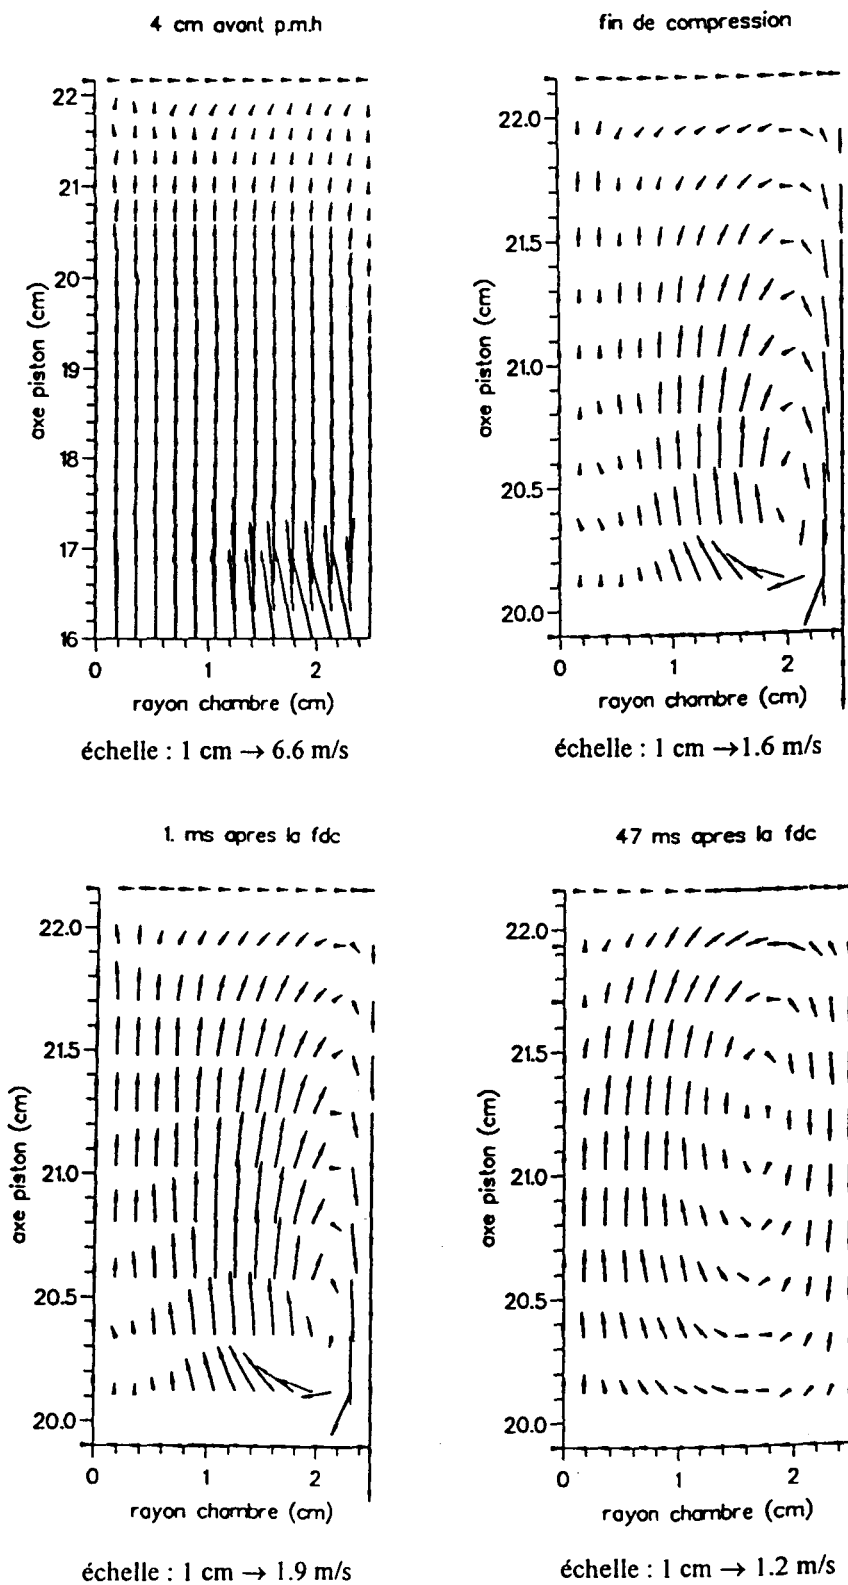 4 cm avant p.m.h
22
21
20
19
18
17
16
axe piston (cm)
0
1
2
rayon chambre (cm)
échelle : 1 cm → 6.6 m/s
fin de compression
22.0
21.5
21.0
20.5
20.0
axe piston (cm)
0
1
2
rayon chambre (cm)
échelle : 1 cm →1.6 m/s
1. ms apres la fdc
22.0
21.5
21.0
20.5
20.0
axe piston (cm)
0
1
2
rayon chambre (cm)
échelle : 1 cm → 1.9 m/s
47 ms apres la fdc
22.0
21.5
21.0
20.5
20.0
axe piston (cm)
0
1
2
rayon chambre (cm)
échelle : 1 cm → 1.2 m/s